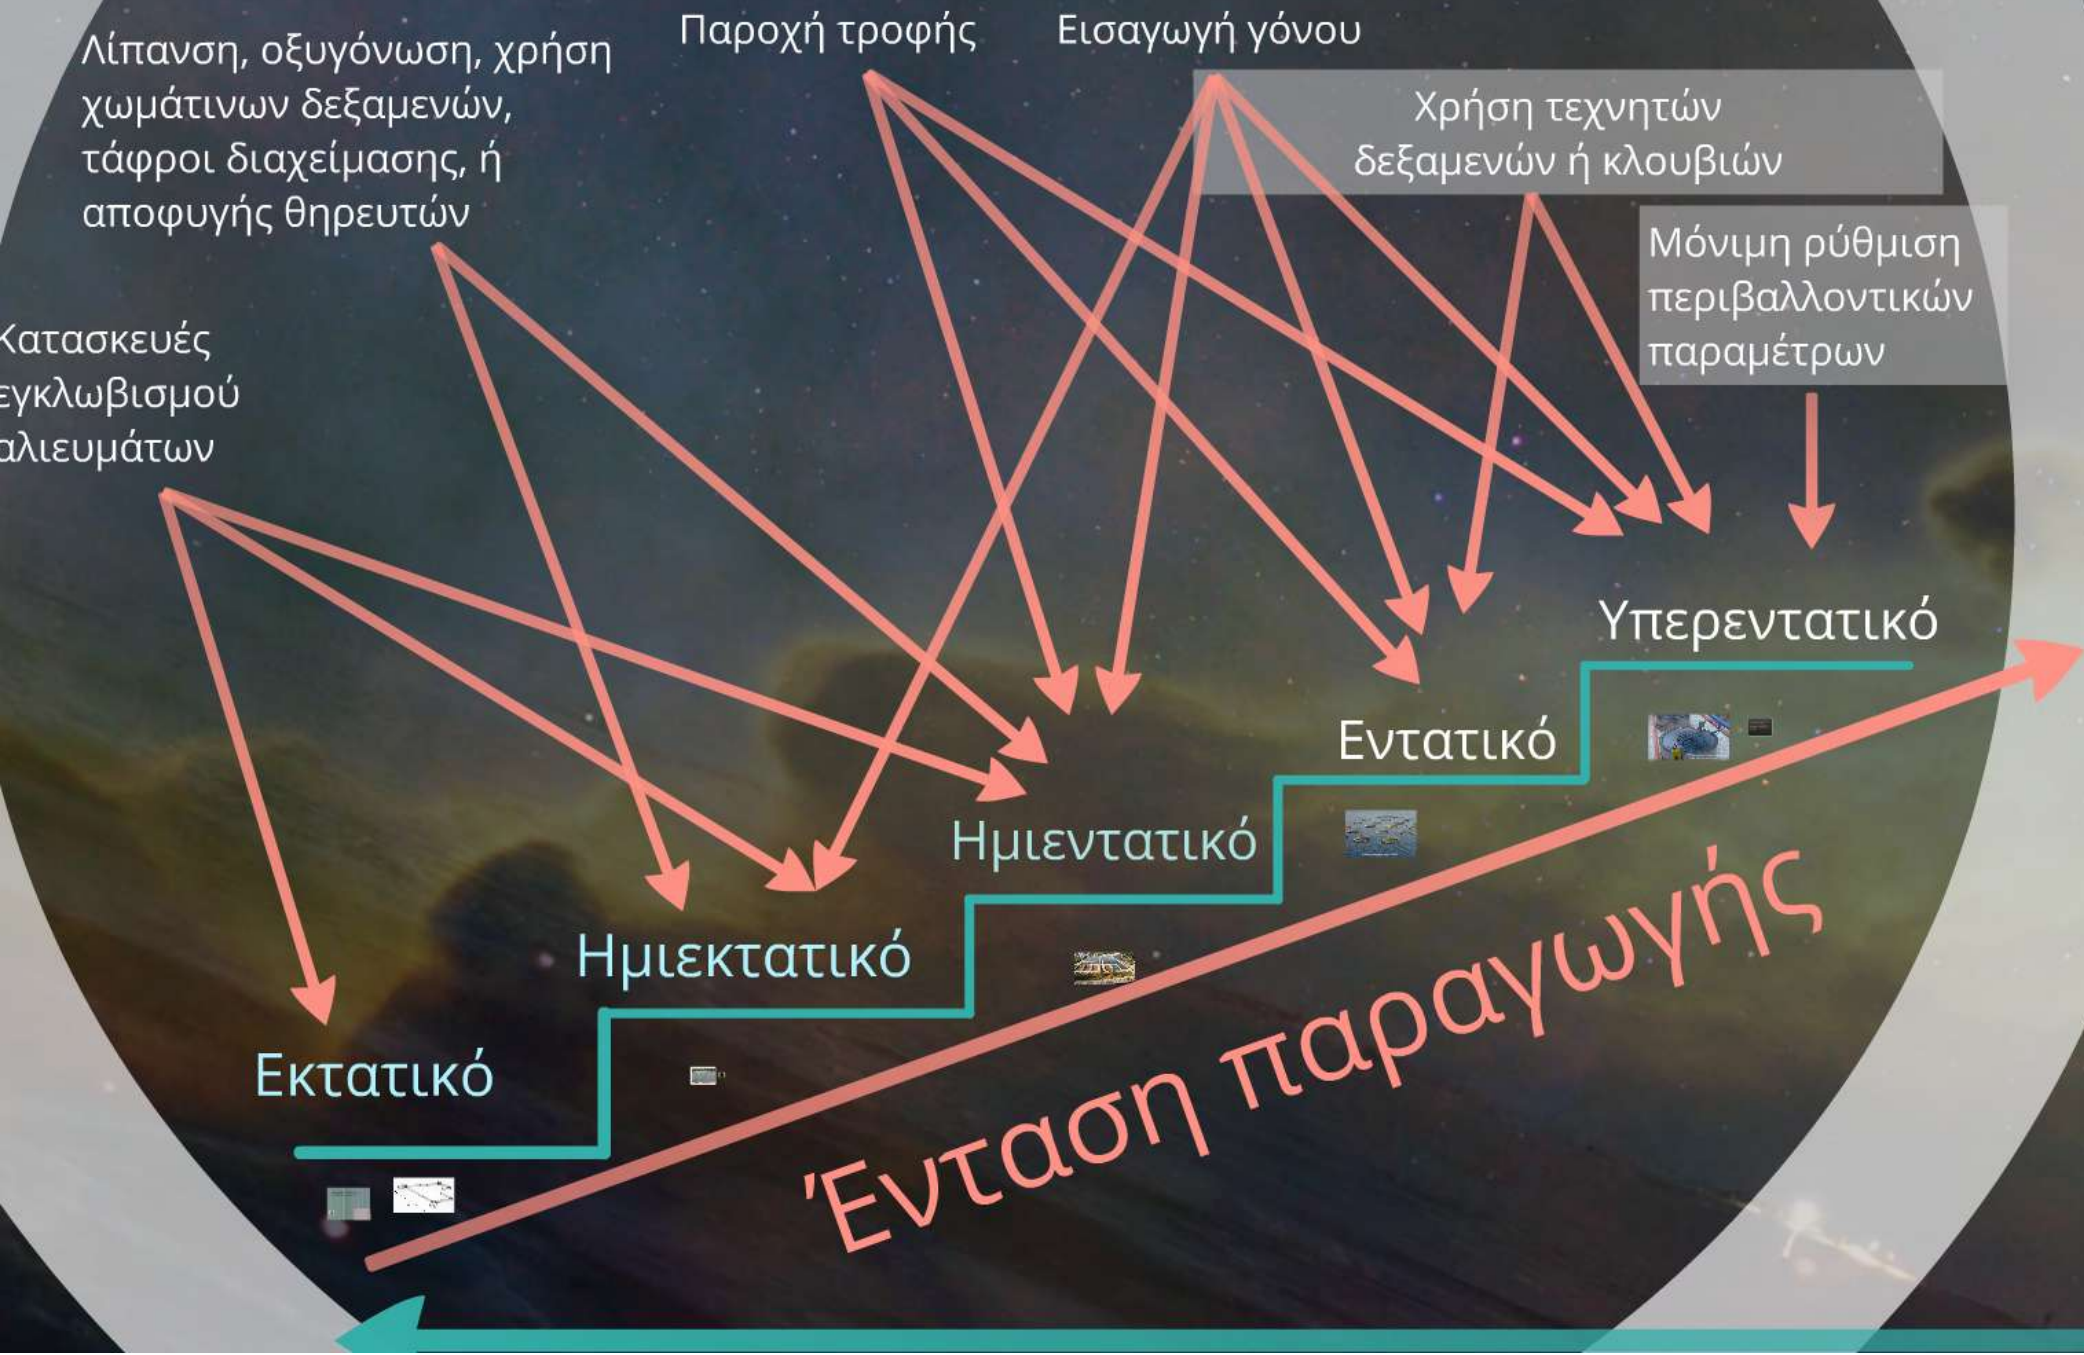 Λίπανση, οξυγόνωση, χρήση
χωμάτινων δεξαμενών,
τάφροι διαχείμασης, ή
αποφυγής θηρευτών
Παροχή τροφής
Εισαγωγή γόνου
Χρήση τεχνητών
δεξαμενών ή κλουβιών
Μόνιμη ρύθμιση
περιβαλλοντικών
παραμέτρων
Κατασκευές
εγκλωβισμού
αλιευμάτων
Υπερεντατικό
Εντατικό
Ημιεντατικό
Ημιεκτατικό
Εκτατικό
Ένταση παραγωγής